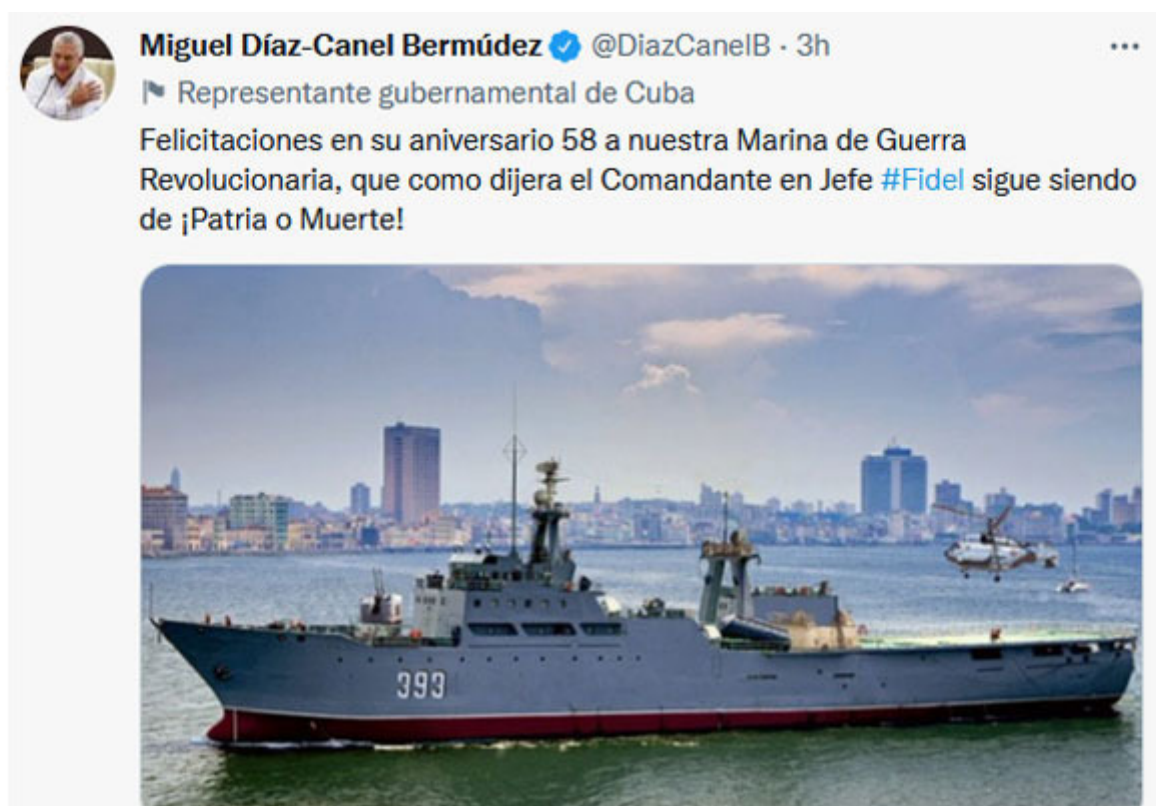 Miguel Díaz-Canel Bermúdez @DiazCanelB · 3h
Representante gubernamental de Cuba
Felicitaciones en su aniversario 58 a nuestra Marina de Guerra
Revolucionaria, que como dijera el Comandante en Jefe #Fidel sigue siendo
de ¡Patria o Muerte!
393